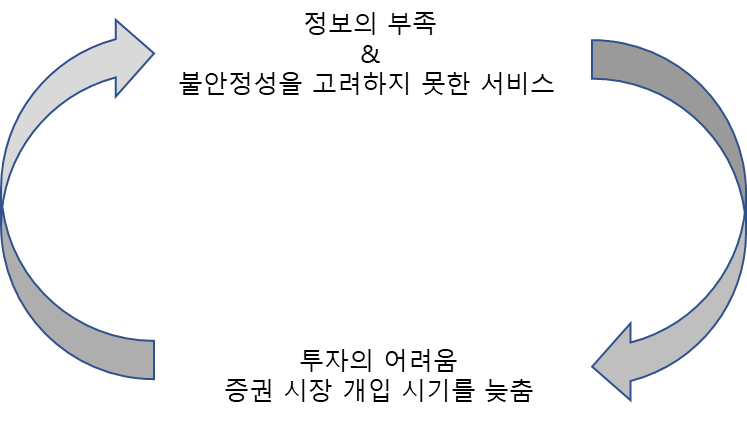 정보의 부족
&
불안정성을 고려하지 못한 서비스
투자의 어려움
증권 시장 개입 시기를 늦춤